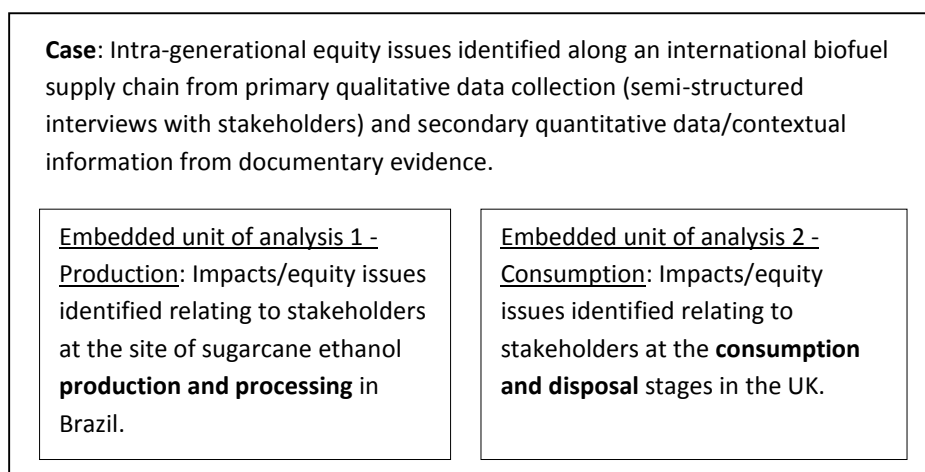 Case: Intra-generational equity issues identified along an international biofuel
supply chain from primary qualitative data collection (semi-structured
interviews with stakeholders) and secondary quantitative data/contextual
information from documentary evidence.
Embedded unit of analysis 1 -
Production: Impacts/equity issues
identified relating to stakeholders
at the site of sugarcane ethanol
production and processing in
Brazil.
Embedded unit of analysis 2 -
Consumption: Impacts/equity
issues identified relating to
stakeholders at the consumption
and disposal stages in the UK.